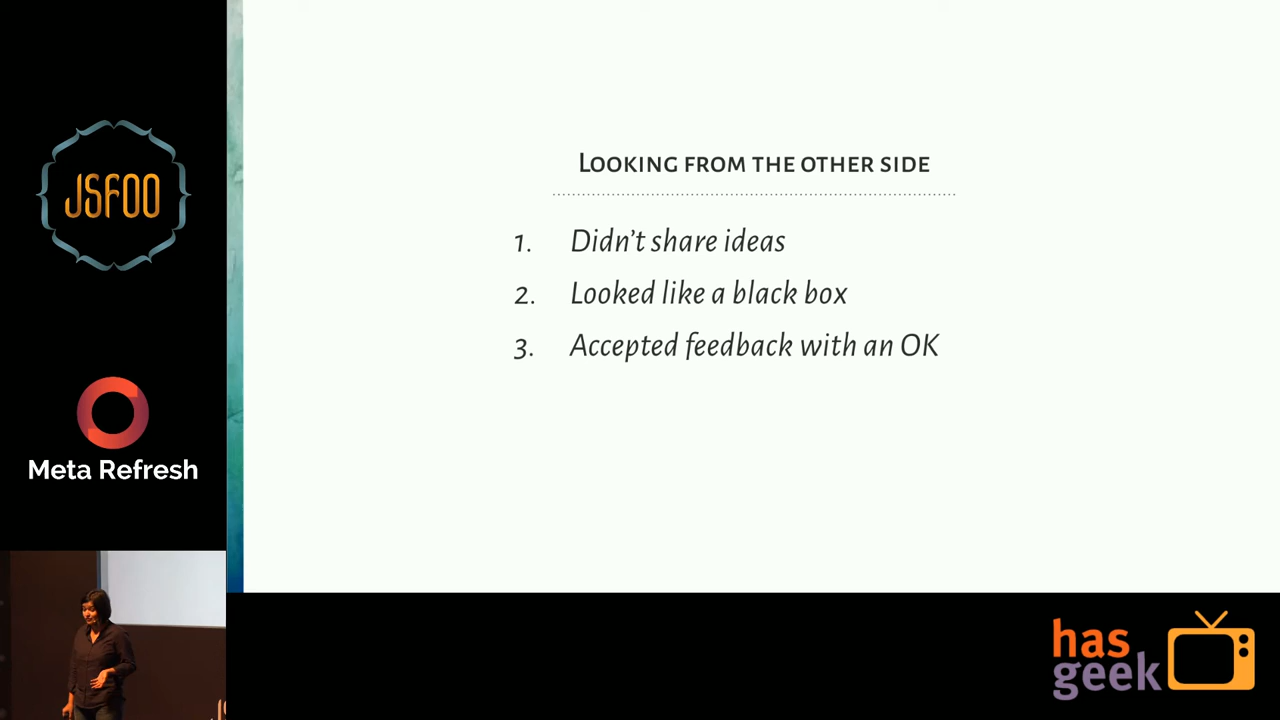 JSFOO
Meta Refresh
Looking from the other side
1. Didn't share ideas
2. Looked like a black box
3. Accepted feedback with an OK
has
geek